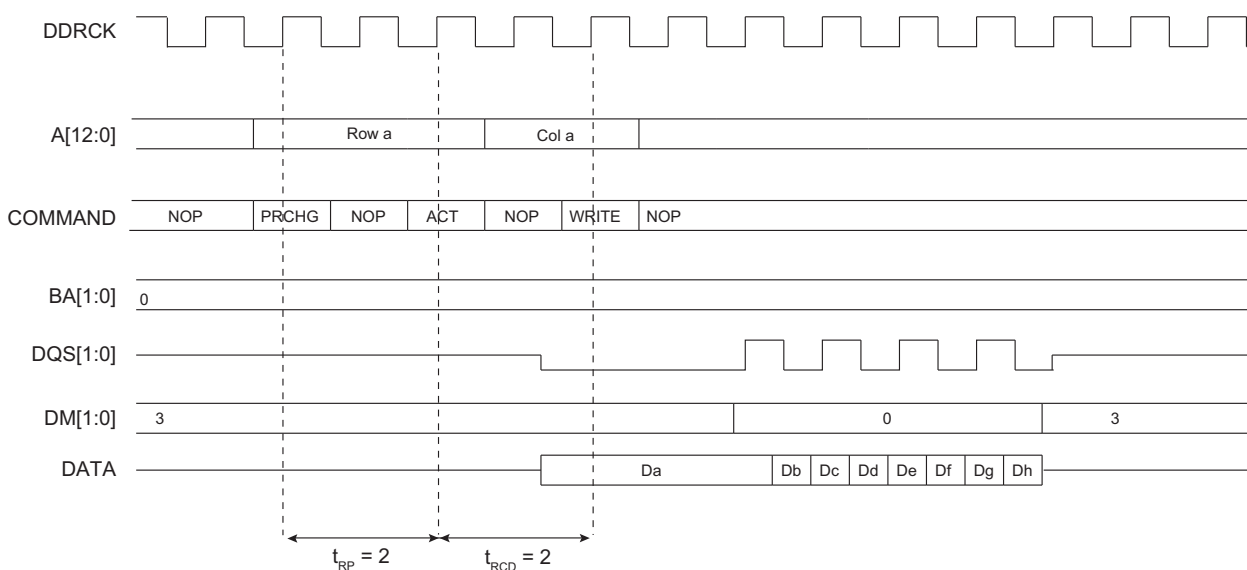 DDRCK
A[12:0] Row a Col a
COMMAND NOP PRCHG NOP ACT NOP WRITE NOP
BA[1:0] 0
DQS[1:0]
DM[1:0] 3 0 3
DATA Da Db Dc Dd De Df Dg Dh
tRP = 2 tRCD = 2